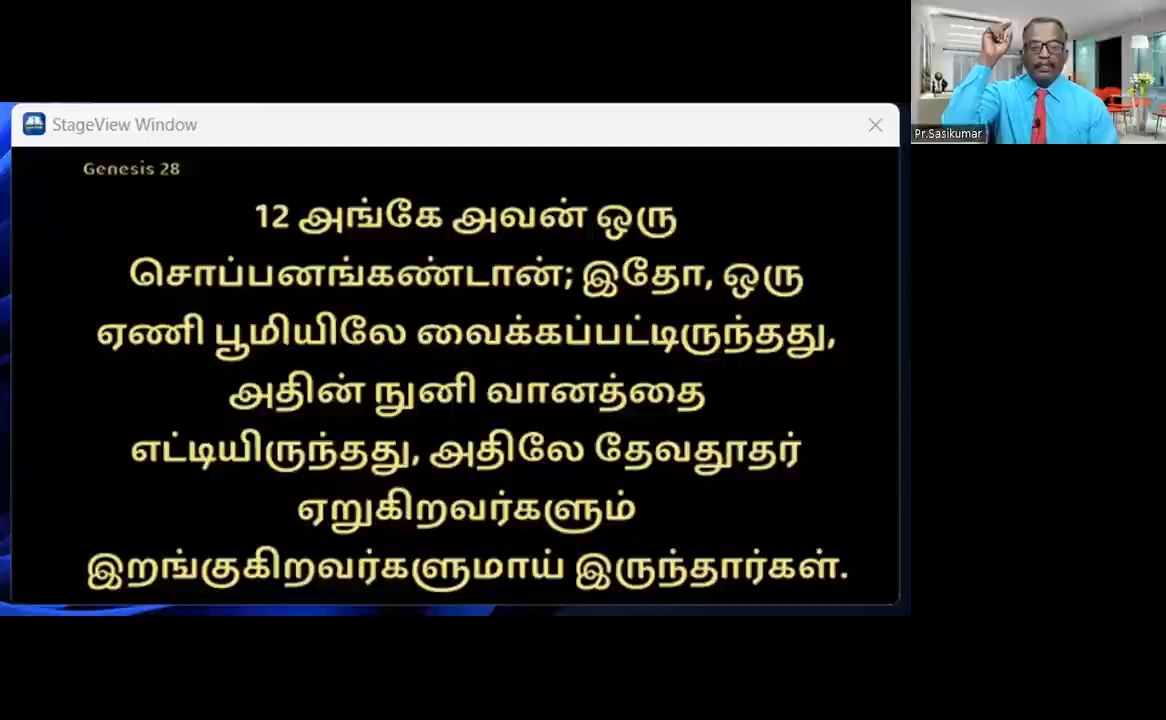 StageView Window
Genesis 28
12 அங்கே அவன் ஒரு
சொப்பனங்கண்டான்; இதோ, ஒரு
ஏணி பூமியிலே வைக்கப்பட்டிருந்தது,
அதின் நுனி வானத்தை
எட்டியிருந்தது, அதிலே தேவதூதர்
ஏறுகிறவர்களும்
இறங்குகிறவர்களுமாய் இருந்தார்கள்.
Pr.Sasikumar